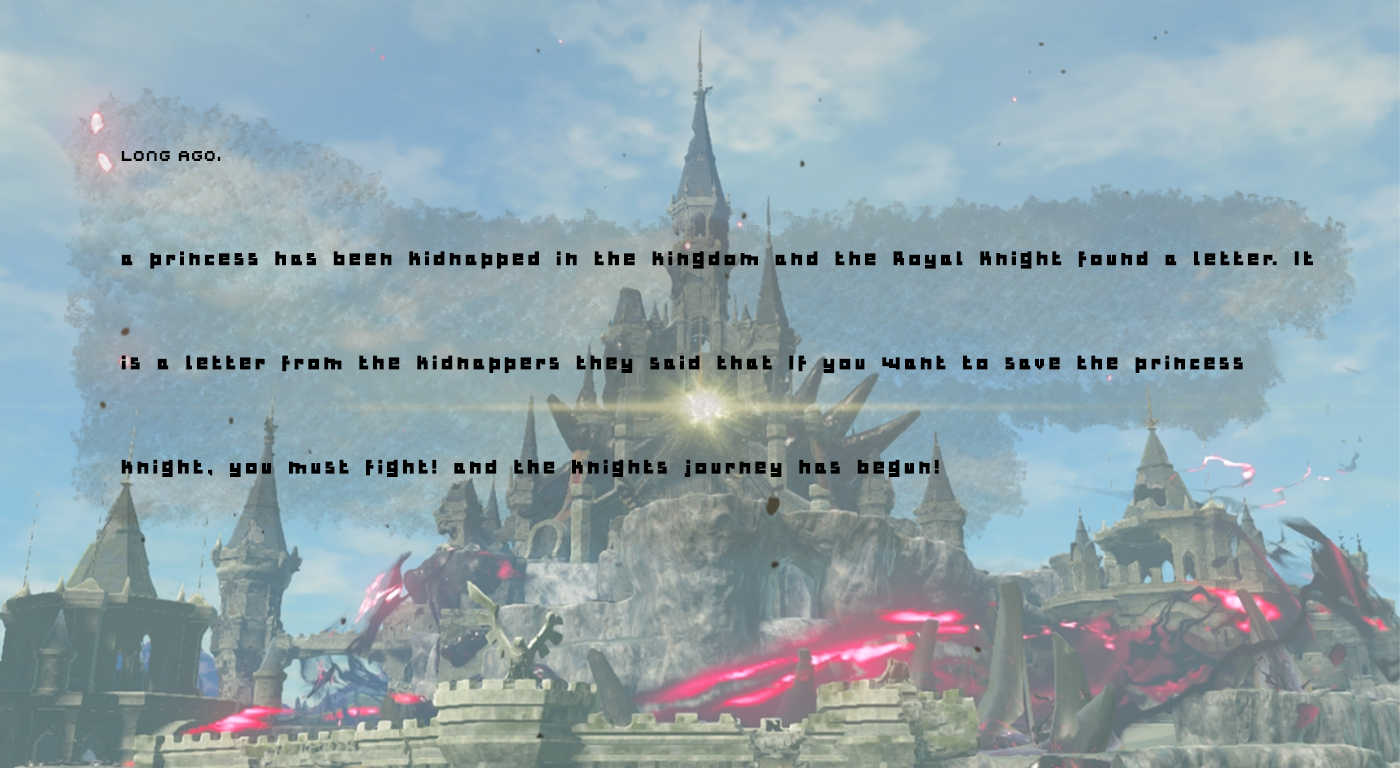 LONG AGO.
a princess has been kidnapped in the kingdom and the Royal Knight found a letter. It
is a letter from the kidnappers they said that If you want to save the princess
knight, you must fight! and the knights journey has begun!